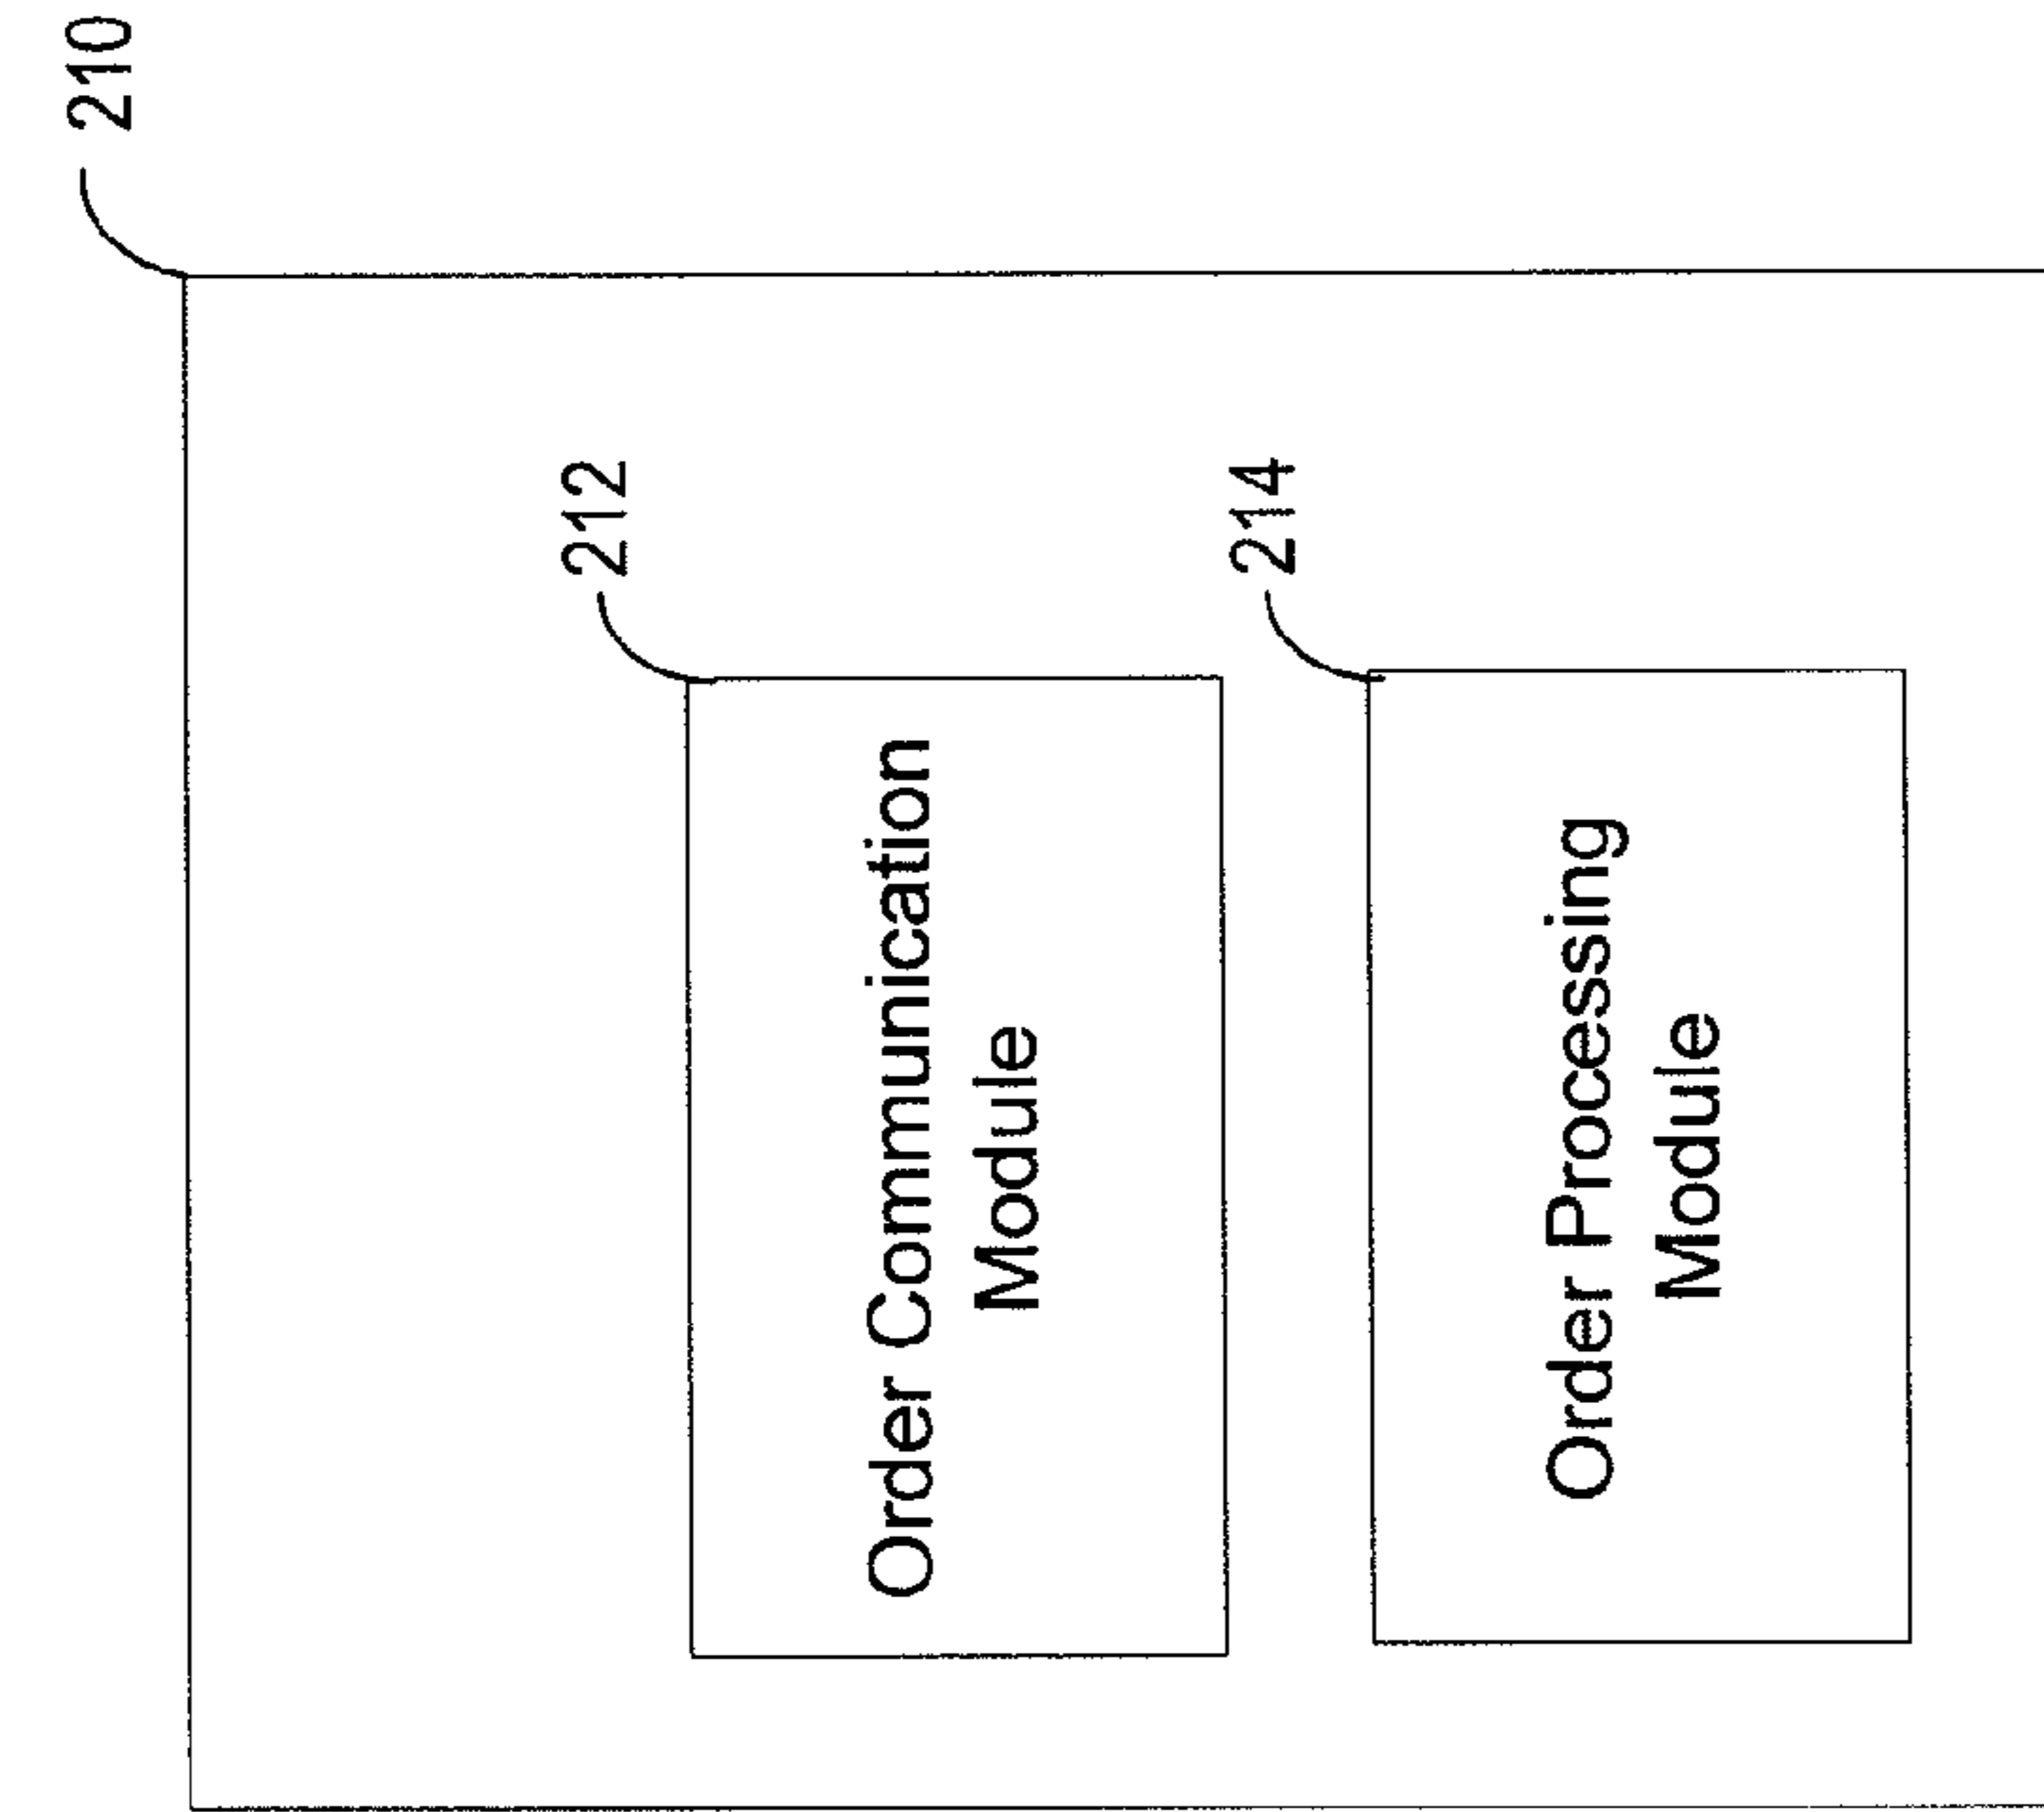 210
212
Order Communication
Module
214
Order Processing
Module